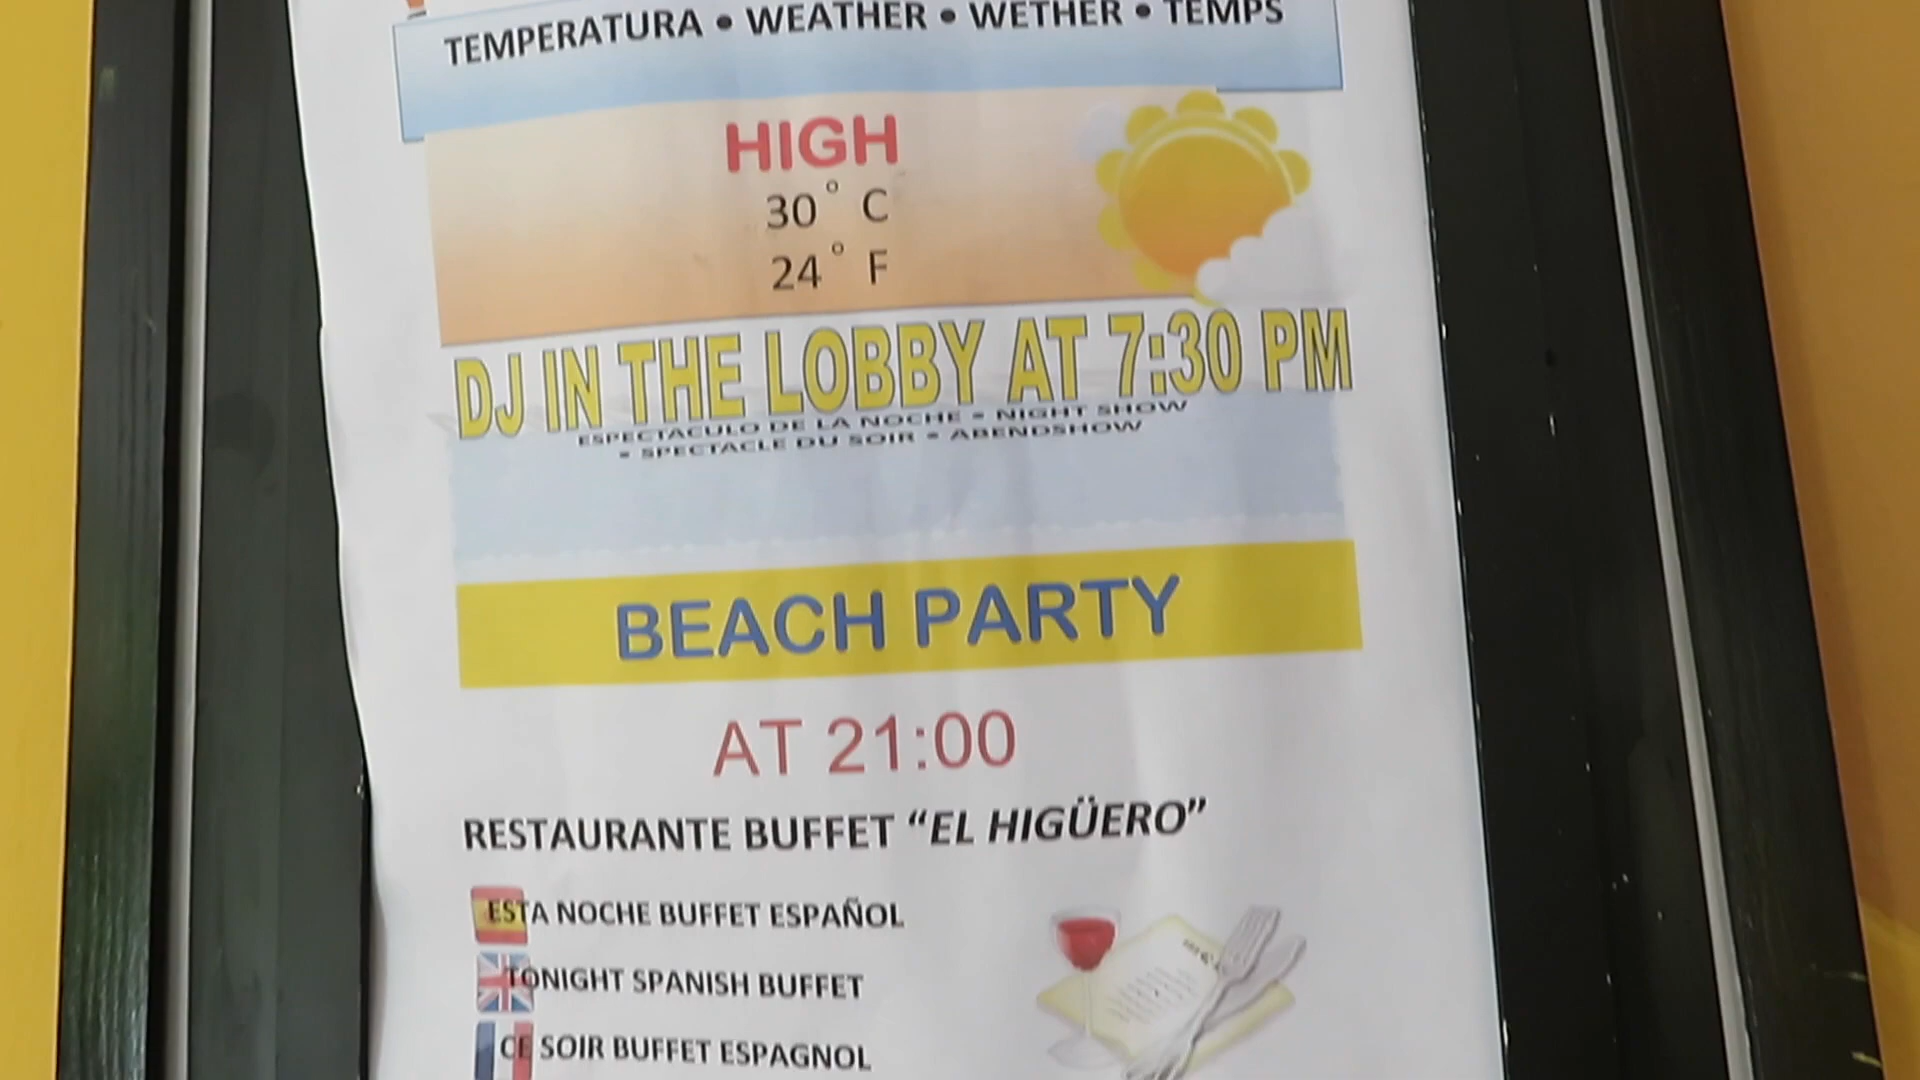 TEMPERATURA • WEATHER • WETHER • TEMPS
HIGH
30° C
24° F
DJ IN THE LOBBY AT 7:30 PM
ESPECTACULO DE LA NOCHE - NIGHT SHOW
- SPECTACLE DU SOIR - ABENDSHOW
BEACH PARTY
AT 21:00
RESTAURANTE BUFFET “EL HIGÜERO”
ESTA NOCHE BUFFET ESPAÑOL
TONIGHT SPANISH BUFFET
CE SOIR BUFFET ESPAGNOL